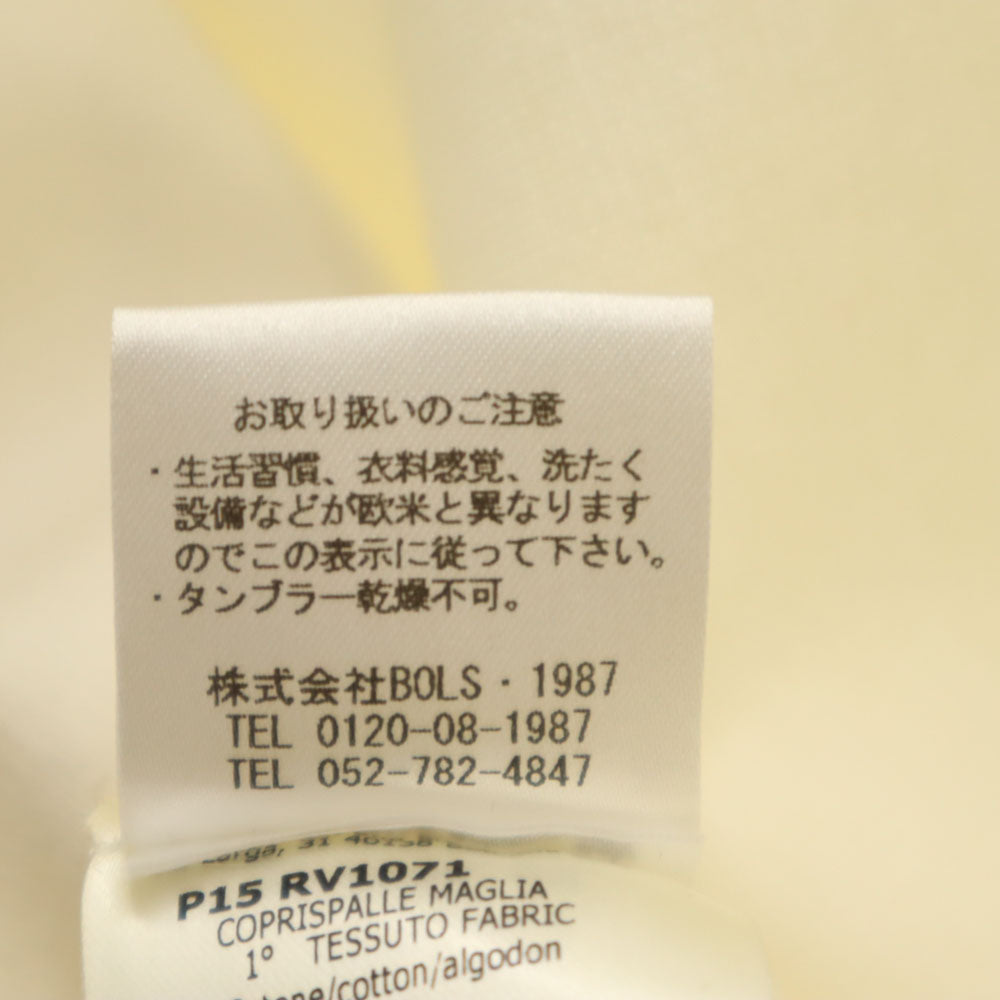 お取り扱いのご注意
・生活習慣、衣料感覚、洗たく
設備などが欧米と異なります
のでこの表示に従って下さい。
・タンブラー乾燥不可。
株式会社BOLS・1987
TEL 0120-08-1987
TEL 052-782-4847
31
P15 RV1071
COPRISPALLE MAGLIA
1° TESSUTO FABRIC
/cotton/algodon